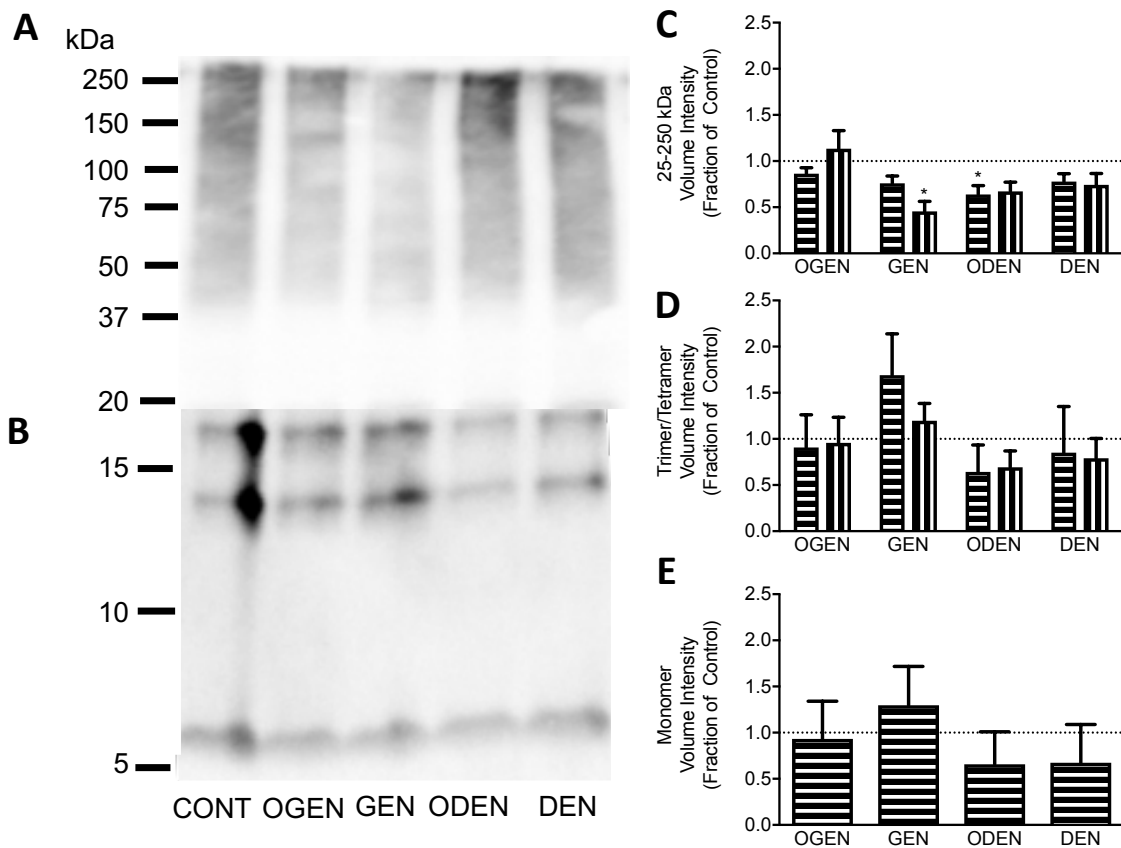 A
kDa
250
150
100
75
50
37
20
B
15
10
5
CONT OGEN GEN ODEN DEN
C
25-250 kDa
Volume Intensity
(Fraction of Control)
2.5
2.0
1.5
1.0
0.5
0.0
* *
OGEN GEN ODEN DEN
D
Trimer/Tetramer
Volume Intensity
(Fraction of Control)
2.5
2.0
1.5
1.0
0.5
0.0
OGEN GEN ODEN DEN
E
Monomer
Volume Intensity
(Fraction of Control)
2.5
2.0
1.5
1.0
0.5
0.0
OGEN GEN ODEN DEN